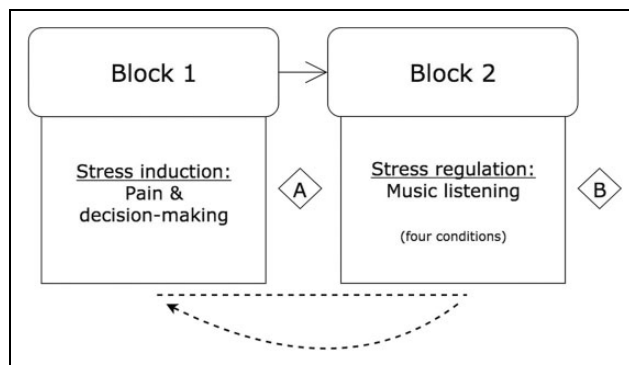 Block 1
Block 2
Stress induction:
Pain &
decision-making
A
Stress regulation:
Music listening
(four conditions)
B